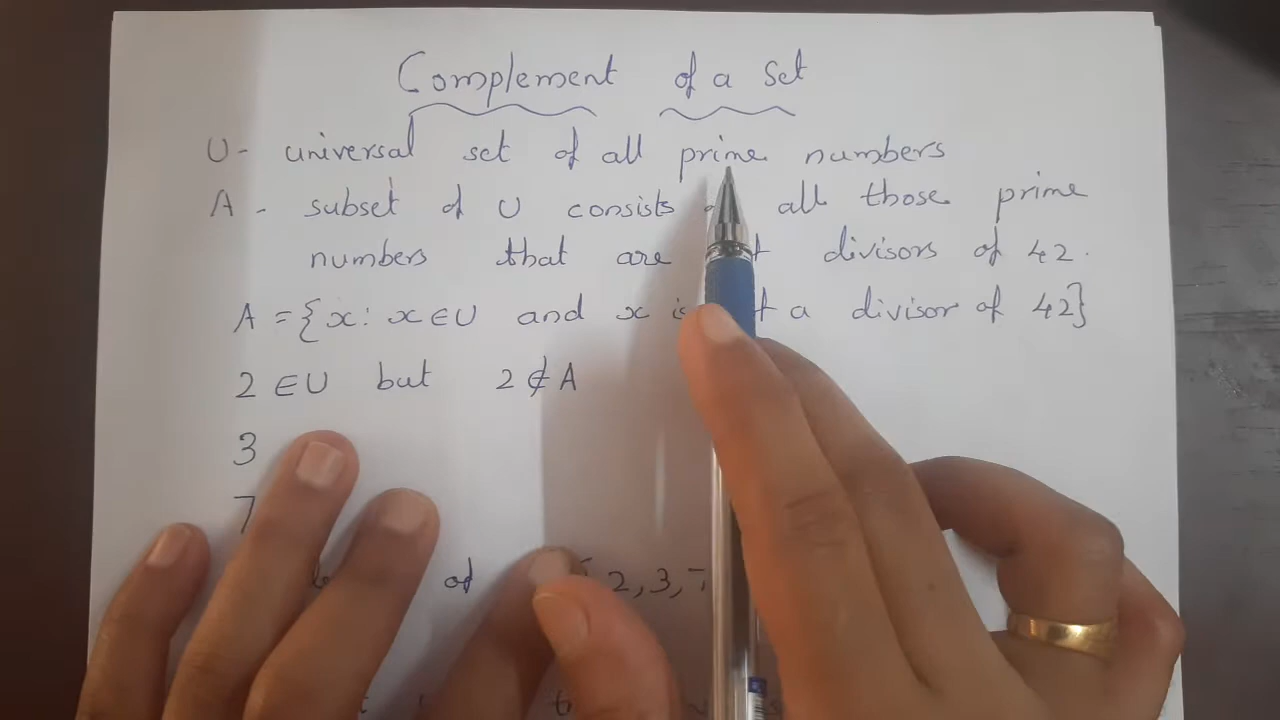 Complement of a Set
U- universal set of all prime numbers
A - subset of U consists all those prime
numbers that are divisors of 42.
A = {x : x ∈ U and x is a divisor of 42}
2 ∈ U but 2 ∉ A
3
7
of 2, 3, 7